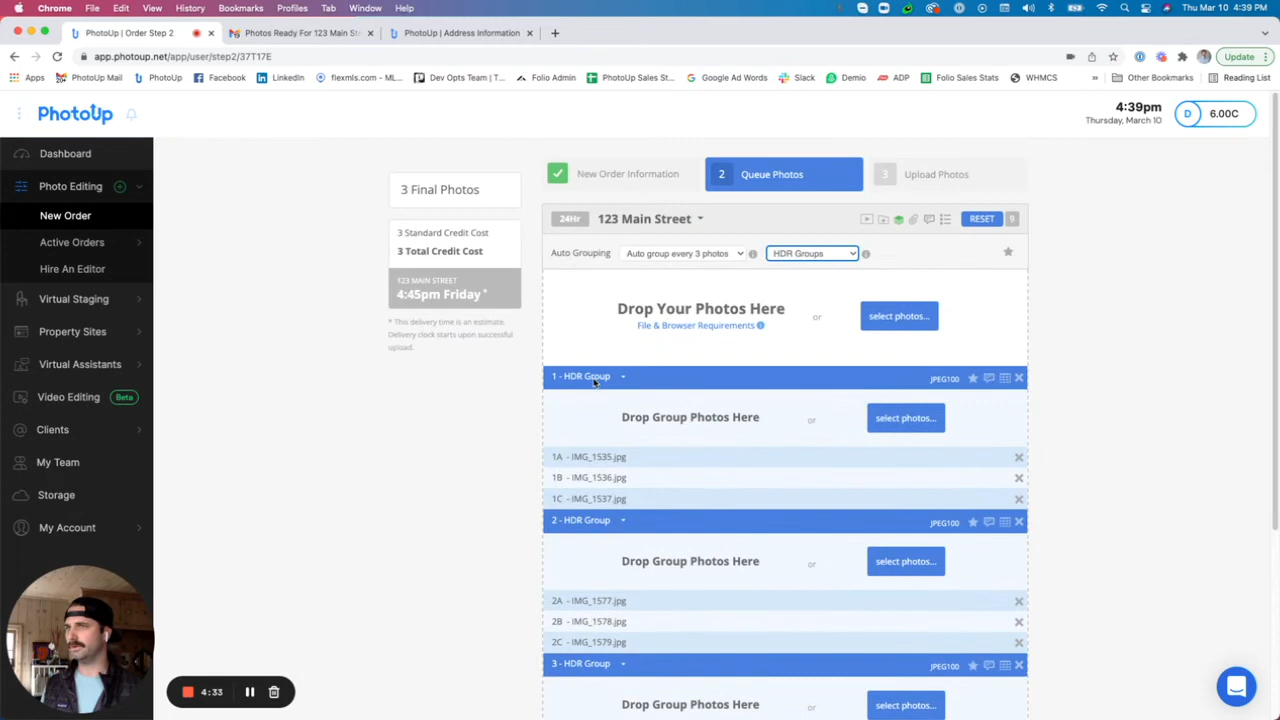 Chrome File Edit View History Bookmarks Profiles Tab Window Help
Thu Mar 10 4:39 PM
PhotoUp | Order Step 2
Photos Ready For 123 Main St
PhotoUp | Address Information
app.photoup.net/app/user/step2/37T17E
Update
Apps PhotoUp Mail PhotoUp Facebook LinkedIn flexmls.com - ML... Dev Opts Team | T... Folio Admin PhotoUp Sales St... Google Ad Words Slack Demio ADP Folio Sales Stats WHMCS » Other Bookmarks Reading List
PhotoUp
4:39pm
Thursday, March 10
D 6.00C
Dashboard
Photo Editing
New Order
Active Orders
Hire An Editor
Virtual Staging
Property Sites
Virtual Assistants
Video Editing Beta
Clients
My Team
Storage
My Account
3 Final Photos
3 Standard Credit Cost
3 Total Credit Cost
123 MAIN STREET
4:45pm Friday *
* This delivery time is an estimate.
Delivery clock starts upon successful
upload.
New Order Information
2 Queue Photos
3 Upload Photos
24Hr 123 Main Street RESET 9
Auto Grouping Auto group every 3 photos HDR Groups
Drop Your Photos Here or select photos...
File & Browser Requirements
1 - HDR Group JPEG100
Drop Group Photos Here or select photos...
1A - IMG_1535.jpg
1B - IMG_1536.jpg
1C - IMG_1537.jpg
2 - HDR Group JPEG100
Drop Group Photos Here or select photos...
2A - IMG_1577.jpg
2B - IMG_1578.jpg
2C - IMG_1579.jpg
3 - HDR Group JPEG100
Drop Group Photos Here or select photos...
4:33